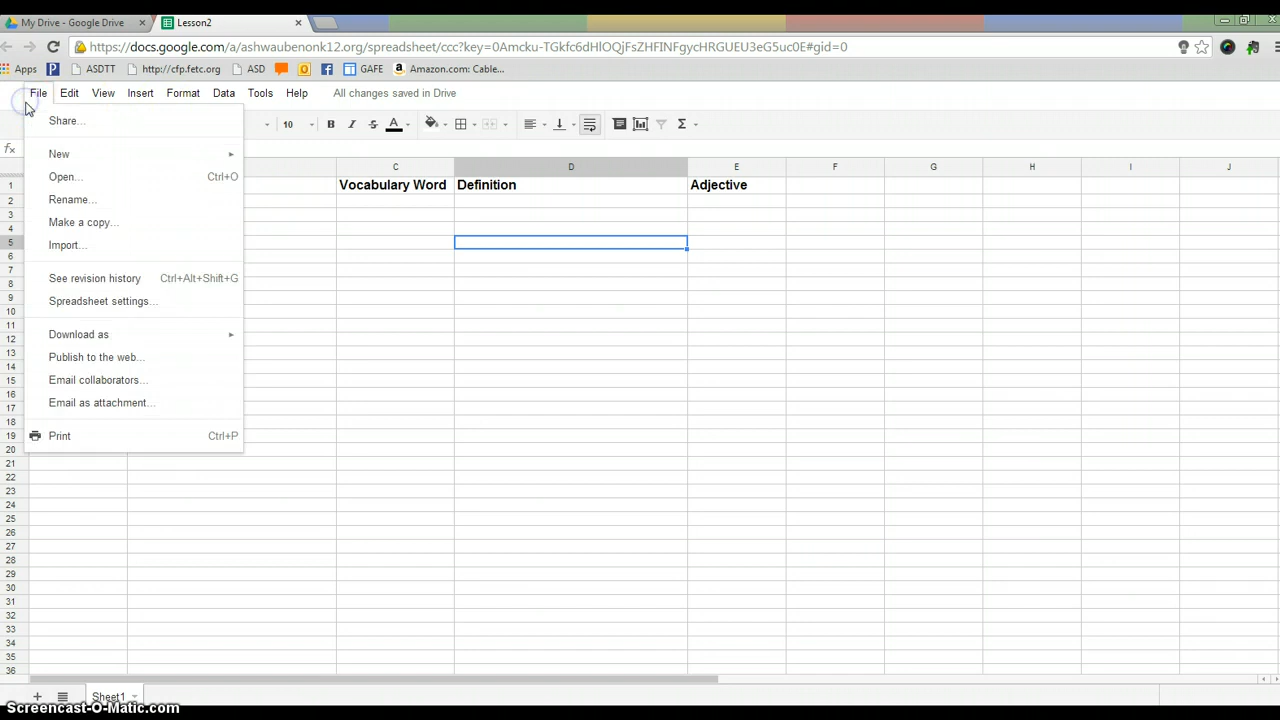 My Drive - Google Drive × Lesson2 ×
https://docs.google.com/a/ashwaubenonk12.org/spreadsheet/ccc?key=0Amcku-TGkfc6dHlOQjFsZHFINFgycHRGUEU3eG5uc0E#gid=0
Apps P ASDTT http://cfp.fetc.org ASD GAFE Amazon.com: Cable...
File Edit View Insert Format Data Tools Help All changes saved in Drive
10 B I S A Σ
fx
C D E F G H I J
1 Vocabulary Word Definition Adjective
2
3
4
5
6
7
8
9
10
11
12
13
14
15
16
17
18
19
20
21
22
23
24
25
26
27
28
29
30
31
32
33
34
35
36
Share...
New
Open... Ctrl+O
Rename...
Make a copy...
Import...
See revision history Ctrl+Alt+Shift+G
Spreadsheet settings...
Download as
Publish to the web...
Email collaborators...
Email as attachment...
Print Ctrl+P
+ Sheet1
Screencast-O-Matic.com